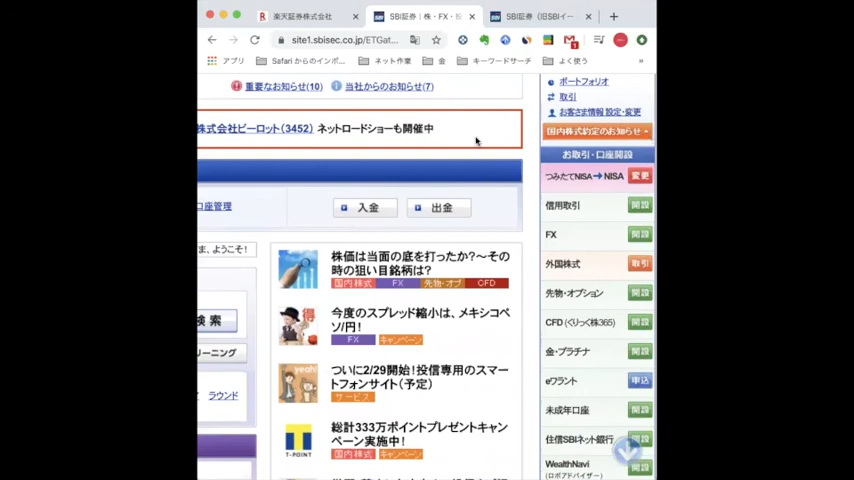 楽天証券株式会社
SBI証券｜株・FX・投
SBI証券（旧SBIイー
site1.sbisec.co.jp/ETGat...
アプリ
Safari からのインポ...
ネット作業
金
キーワードサーチ
よく使う
重要なお知らせ(10)
当社からのお知らせ(7)
株式会社ビーロット(3452) ネットロードショーも開催中
口座管理
入金
出金
ま、ようこそ!
検 索
リーニング
ラウンド
株価は当面の底を打ったか?～その
時の狙い目銘柄は?
国内株式 FX 先物・オプ CFD
今度のスプレッド縮小は、メキシコペ
ソ/円!
FX キャンペーン
ついに2/29開始!投信専用のスマー
トフォンサイト(予定)
サービス
総計333万ポイントプレゼントキャン
ペーン実施中!
国内株式 キャンペーン
yeah!
得
T-POINT
ポートフォリオ
取引
お客さま情報 設定・変更
国内株式約定のお知らせ
お取引・口座開設
つみたてNISA→NISA 変更
信用取引 開設
FX 開設
外国株式 取引
先物・オプション 開設
CFD (くりっく株365) 開設
金・プラチナ 開設
eワラント 申込
未成年口座 開設
住信SBIネット銀行 開設
WealthNavi
(ロボアドバイザー) 開設